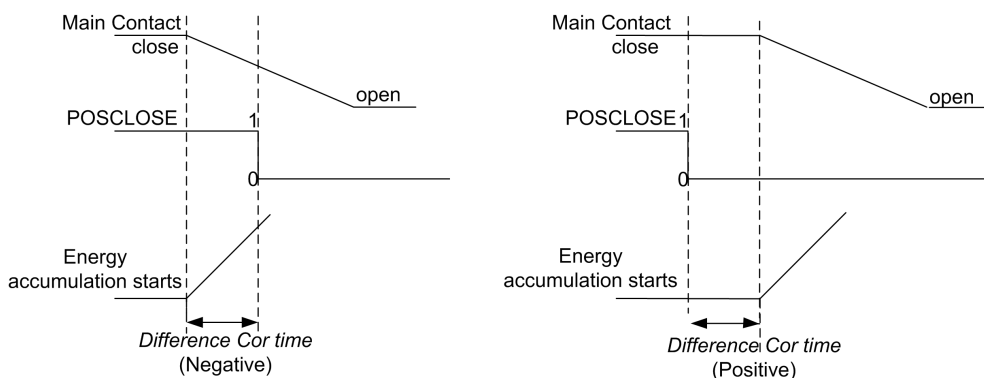 Main Contact
close
open
POSCLOSE 1
0
Energy
accumulation starts
Difference Cor time
(Negative)
Main Contact
close
open
POSCLOSE 1
0
Energy
accumulation starts
Difference Cor time
(Positive)